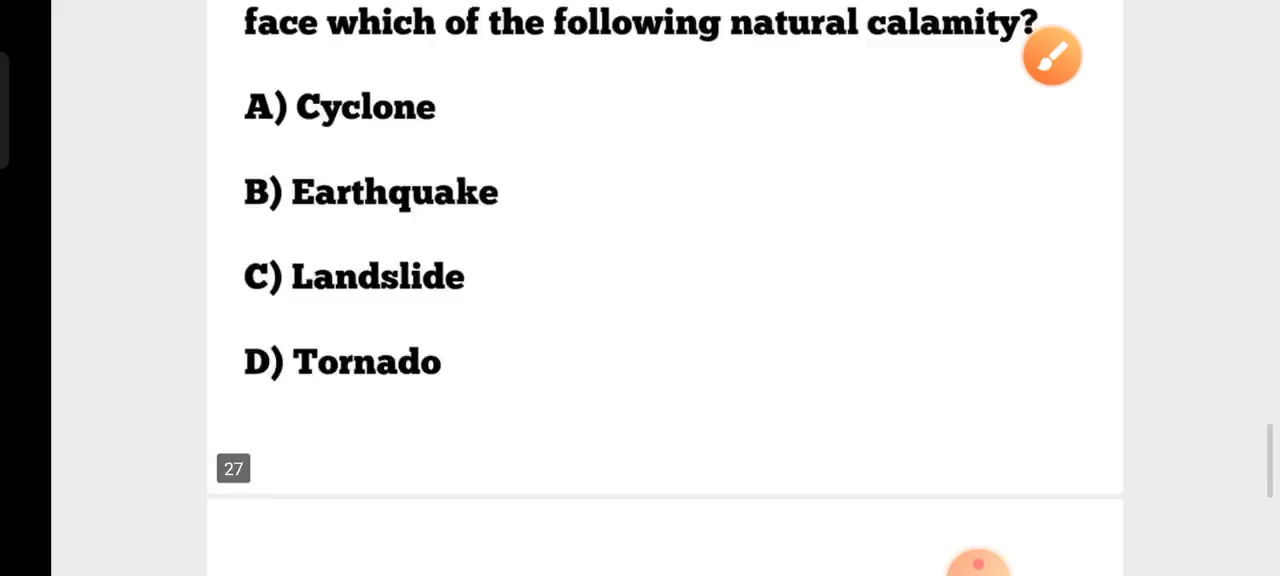 face which of the following natural calamity?
A) Cyclone
B) Earthquake
C) Landslide
D) Tornado
27